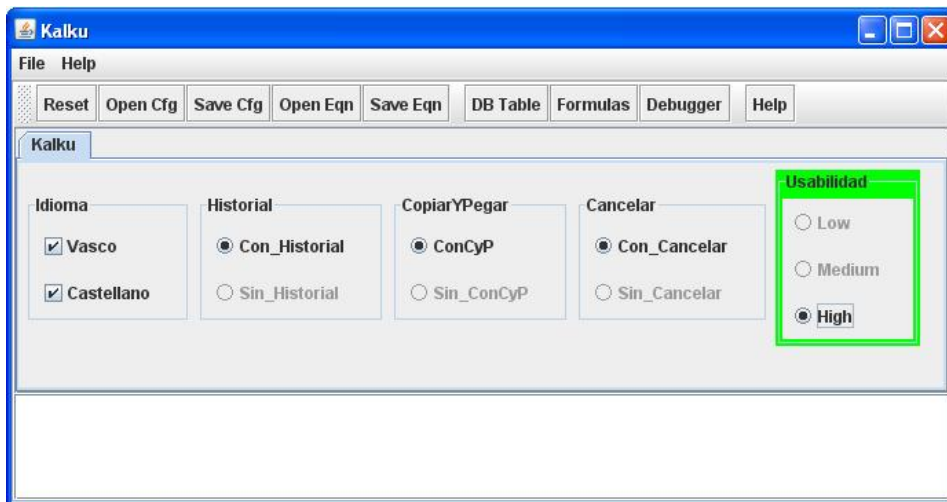 Kalku
File Help
Reset Open Cfg Save Cfg Open Eqn Save Eqn DB Table Formulas Debugger Help
Kalku
Idioma
Vasco
Castellano
Historial
Con_Historial
Sin_Historial
CopiarYPegar
ConCyP
Sin_ConCyP
Cancelar
Con_Cancelar
Sin_Cancelar
Usabilidad
Low
Medium
High